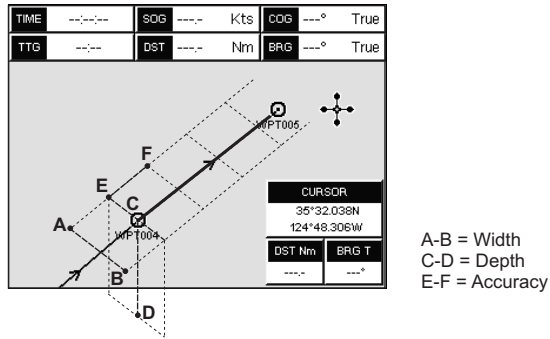 TIME --:--:-- SOG ---.- Kts COG ---° True
TTG --:-- DST ---.- Nm BRG ---° True
WPT005
F
E
C
A
WPT004
B
D
CURSOR
35°32.038N
124°48.306W
DST Nm BRG T
---.- ---°
A-B = Width
C-D = Depth
E-F = Accuracy